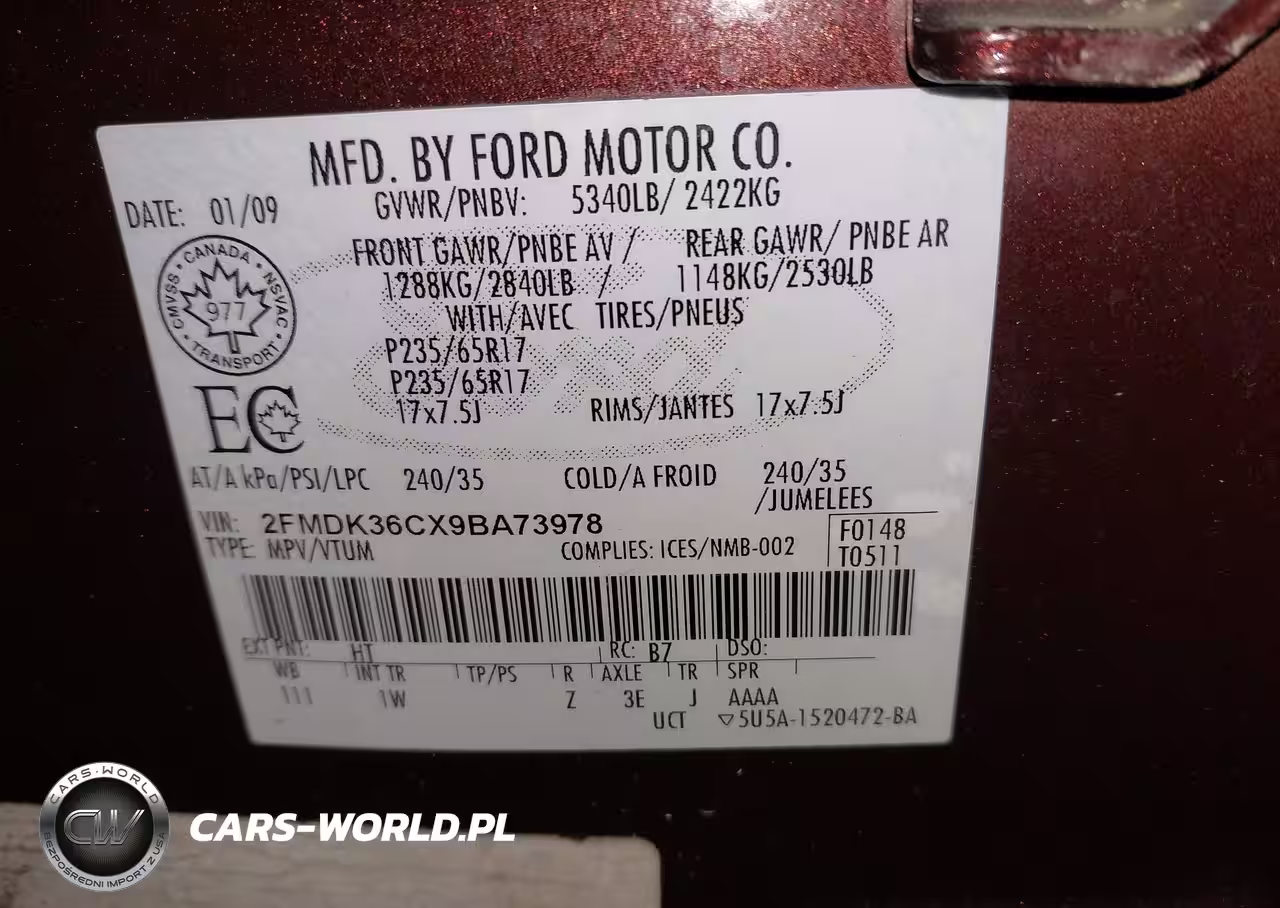 MFD. BY FORD MOTOR CO.
DATE: 01/09 GVWR/PNBV: 5340LB/ 2422KG
FRONT GAWR/PNBE AV / REAR GAWR/ PNBE AR
1288KG/2840LB / 1148KG/2530LB
WITH/AVEC TIRES/PNEUS
P235/65R17
P235/65R17
17x7.5J RIMS/JANTES 17x7.5J
CANADA
CMVSS NSVAC
977
TRANSPORT
EC
AT/A kPa/PSI/LPC 240/35 COLD/A FROID 240/35
/JUMELEES
VIN: 2FMDK36CX9BA73978 F0148
TYPE: MPV/VTUM COMPLIES: ICES/NMB-002 T0511
EXT PNT: HT RC: B7 DSO:
WB INT TR TP/PS R AXLE TR SPR
111 1W Z 3E J AAAA
UCT ▽5U5A-1520472-BA
CARS-WORLD
CW
BEZPOŚREDNI IMPORT Z USA
CARS-WORLD.PL